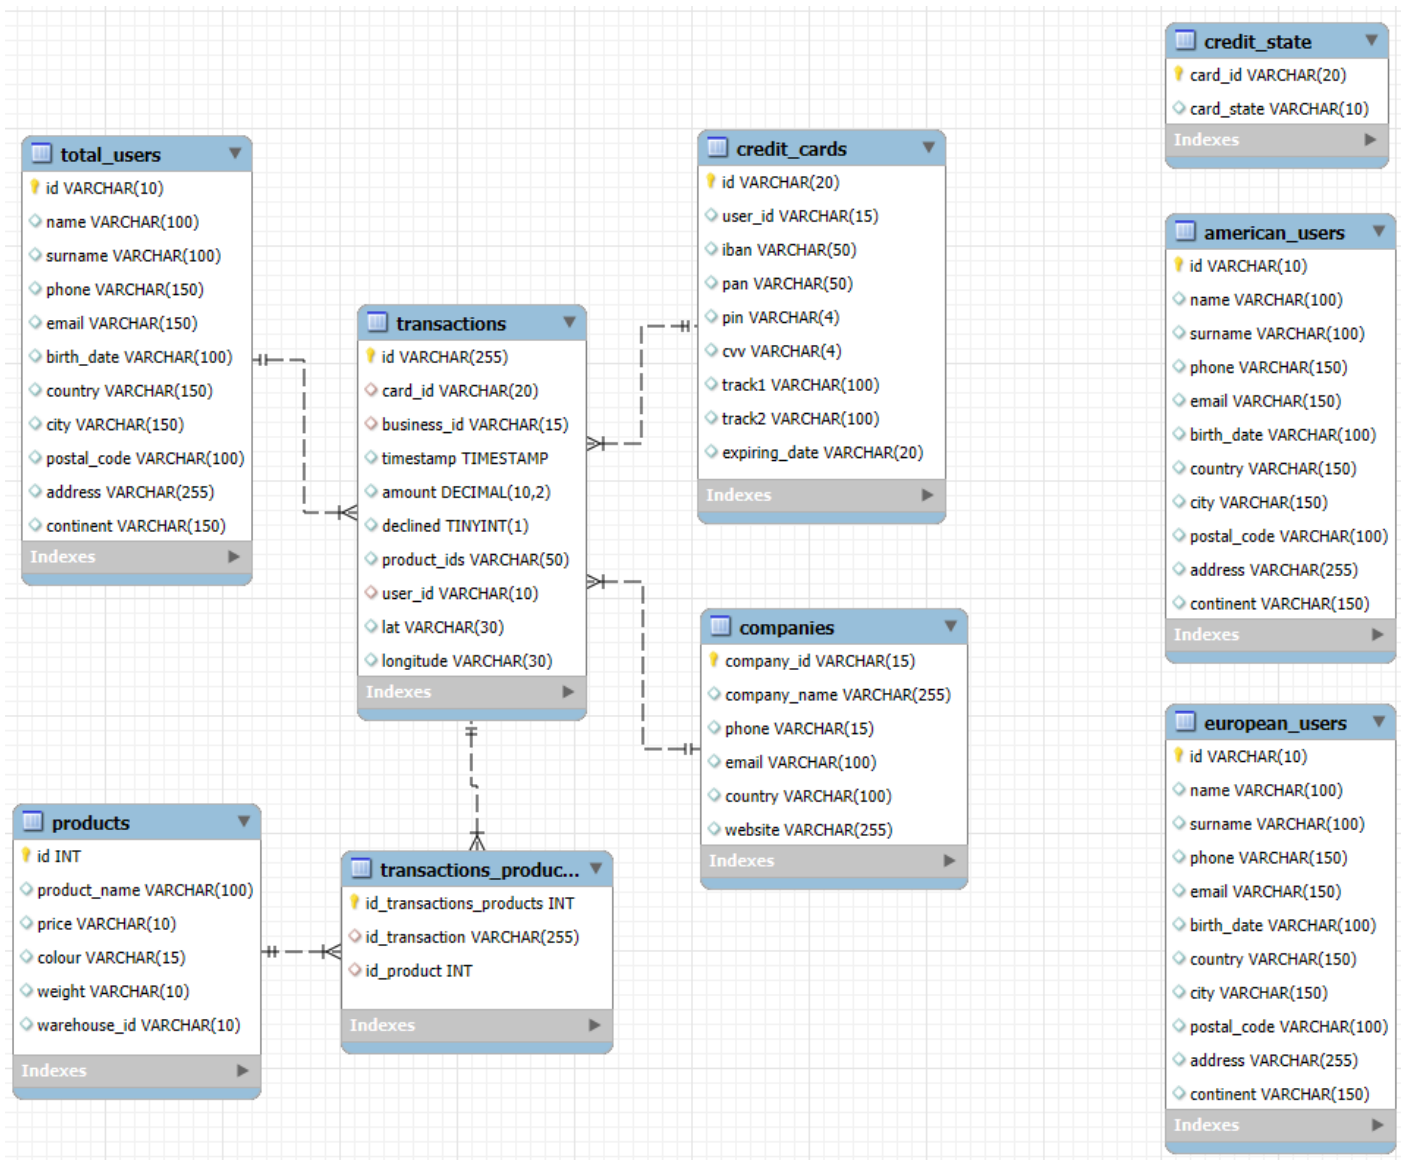 total_users
id VARCHAR(10)
name VARCHAR(100)
surname VARCHAR(100)
phone VARCHAR(150)
email VARCHAR(150)
birth_date VARCHAR(100)
country VARCHAR(150)
city VARCHAR(150)
postal_code VARCHAR(100)
address VARCHAR(255)
continent VARCHAR(150)
Indexes
products
id INT
product_name VARCHAR(100)
price VARCHAR(10)
colour VARCHAR(15)
weight VARCHAR(10)
warehouse_id VARCHAR(10)
Indexes
transactions
id VARCHAR(255)
card_id VARCHAR(20)
business_id VARCHAR(15)
timestamp TIMESTAMP
amount DECIMAL(10,2)
declined TINYINT(1)
product_ids VARCHAR(50)
user_id VARCHAR(10)
lat VARCHAR(30)
longitude VARCHAR(30)
Indexes
transactions_produc...
id_transactions_products INT
id_transaction VARCHAR(255)
id_product INT
Indexes
credit_cards
id VARCHAR(20)
user_id VARCHAR(15)
iban VARCHAR(50)
pan VARCHAR(50)
pin VARCHAR(4)
cvv VARCHAR(4)
track1 VARCHAR(100)
track2 VARCHAR(100)
expiring_date VARCHAR(20)
Indexes
companies
company_id VARCHAR(15)
company_name VARCHAR(255)
phone VARCHAR(15)
email VARCHAR(100)
country VARCHAR(100)
website VARCHAR(255)
Indexes
credit_state
card_id VARCHAR(20)
card_state VARCHAR(10)
Indexes
american_users
id VARCHAR(10)
name VARCHAR(100)
surname VARCHAR(100)
phone VARCHAR(150)
email VARCHAR(150)
birth_date VARCHAR(100)
country VARCHAR(150)
city VARCHAR(150)
postal_code VARCHAR(100)
address VARCHAR(255)
continent VARCHAR(150)
Indexes
european_users
id VARCHAR(10)
name VARCHAR(100)
surname VARCHAR(100)
phone VARCHAR(150)
email VARCHAR(150)
birth_date VARCHAR(100)
country VARCHAR(150)
city VARCHAR(150)
postal_code VARCHAR(100)
address VARCHAR(255)
continent VARCHAR(150)
Indexes